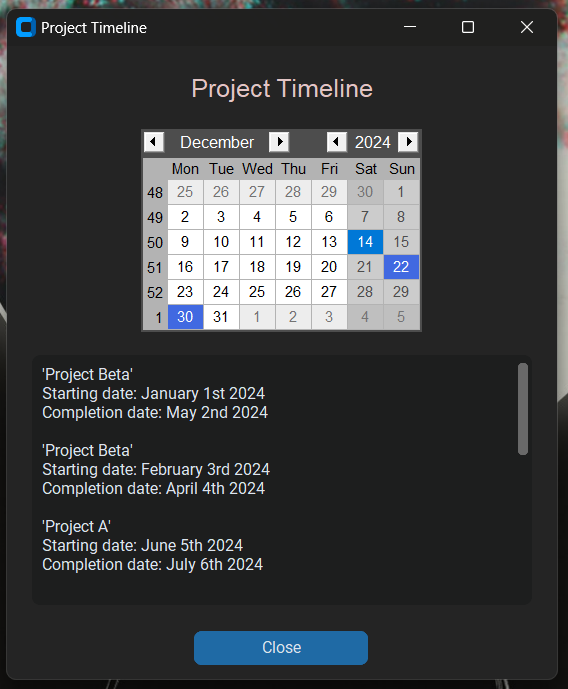 Project Timeline
Project Timeline
December 2024
Mon Tue Wed Thu Fri Sat Sun
48 25 26 27 28 29 30 1
49 2 3 4 5 6 7 8
50 9 10 11 12 13 14 15
51 16 17 18 19 20 21 22
52 23 24 25 26 27 28 29
1 30 31 1 2 3 4 5
'Project Beta'
Starting date: January 1st 2024
Completion date: May 2nd 2024
'Project Beta'
Starting date: February 3rd 2024
Completion date: April 4th 2024
'Project A'
Starting date: June 5th 2024
Completion date: July 6th 2024
Close